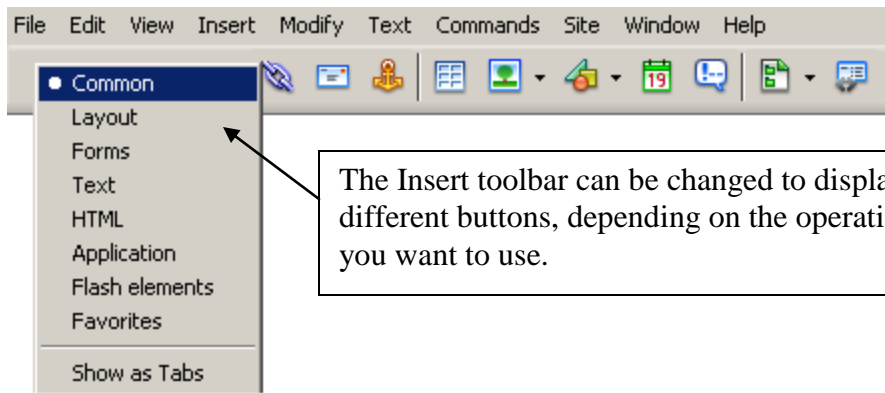 File Edit View Insert Modify Text Commands Site Window Help
Common
Layout
Forms
Text
HTML
Application
Flash elements
Favorites
Show as Tabs
19
The Insert toolbar can be changed to displa
different buttons, depending on the operati
you want to use.